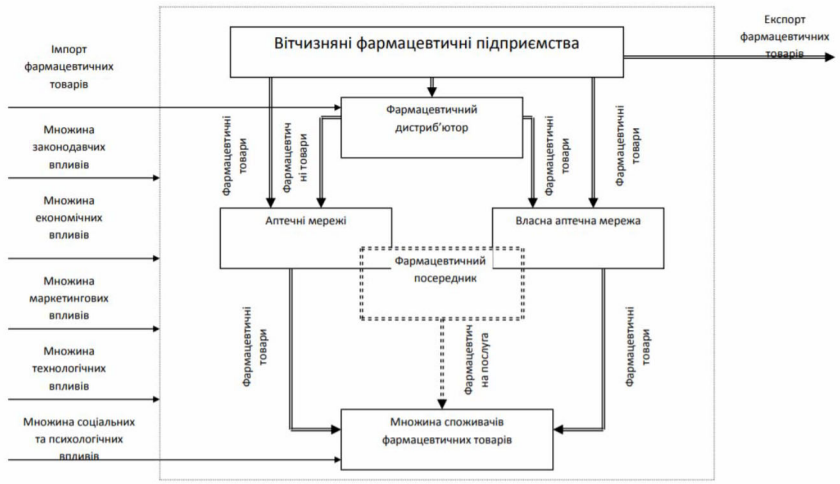 Експорт
фармацевтичних
товарів
Вітчизняні фармацевтичні підприємства
Імпорт
фармацевтичних
товарів
Фармацевтичний
дистриб’ютор
Множина
законодавчих
впливів
Фармацевтичні
товари
Фармацевтич
ні товари
Фармацевтичні
товари
Фармацевтичні
товари
Множина
економічних
впливів
Аптечні мережі
Власна аптечна мережа
Фармацевтичний
посередник
Множина
маркетингових
впливів
Фармацевтичні
товари
Фармацевтич
на послуга
Фармацевтичні
товари
Множина
технологічних
впливів
Множина соціальних
та психологічних
впливів
Множина споживачів
фармацевтичних товарів